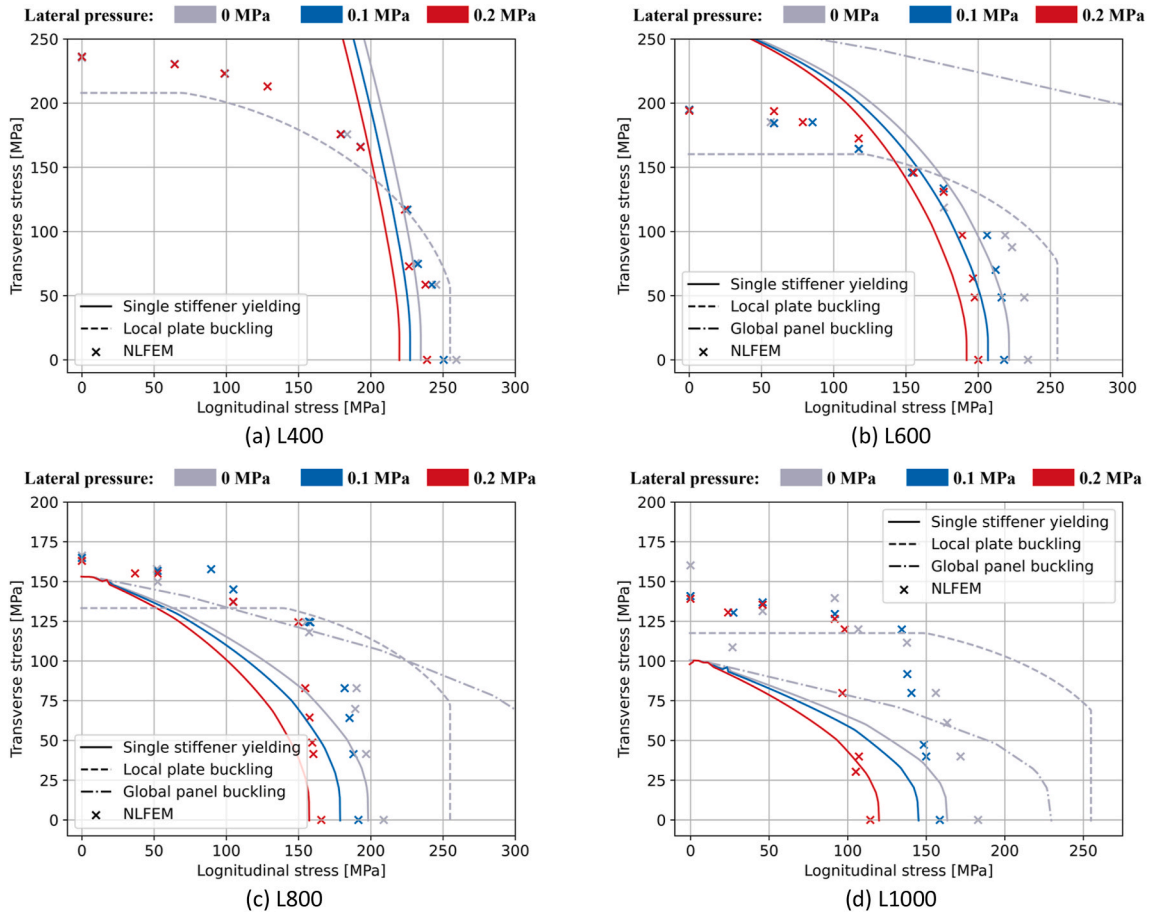 Lateral pressure: 0 MPa 0.1 MPa 0.2 MPa
250
200
150
100
50
0
Transverse stress [MPa]
Single stiffener yielding
Local plate buckling
NLFEM
0 50 100 150 200 250 300
Lognitudinal stress [MPa]
(a) L400
Lateral pressure: 0 MPa 0.1 MPa 0.2 MPa
250
200
150
100
50
0
Transverse stress [MPa]
Single stiffener yielding
Local plate buckling
Global panel buckling
NLFEM
0 50 100 150 200 250 300
Lognitudinal stress [MPa]
(b) L600
Lateral pressure: 0 MPa 0.1 MPa 0.2 MPa
200
175
150
125
100
75
50
25
0
Transverse stress [MPa]
Single stiffener yielding
Local plate buckling
Global panel buckling
NLFEM
0 50 100 150 200 250 300
Lognitudinal stress [MPa]
(c) L800
Lateral pressure: 0 MPa 0.1 MPa 0.2 MPa
200
175
150
125
100
75
50
25
0
Transverse stress [MPa]
Single stiffener yielding
Local plate buckling
Global panel buckling
NLFEM
0 50 100 150 200 250
Lognitudinal stress [MPa]
(d) L1000